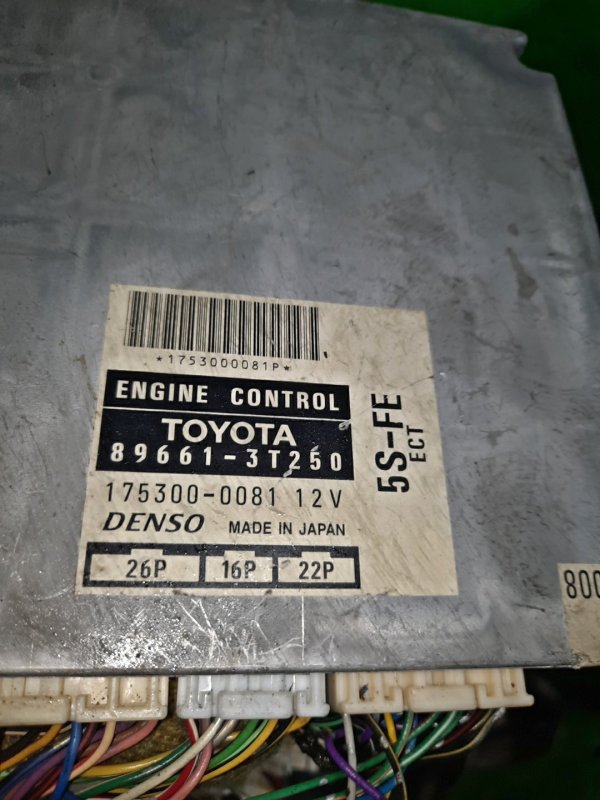 *1753000081P*
ENGINE CONTROL
TOYOTA
89661-3T250
175300-0081 12V
DENSO MADE IN JAPAN
26P 16P 22P
5S-FE
ECT
800